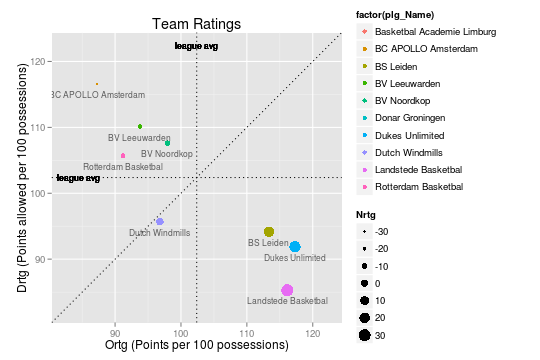 Team Ratings
league avg
120
110
100
90
Drtg (Points allowed per 100 possessions)
BC APOLLO Amsterdam
BV Leeuwarden
BV Noordkop
Rotterdam Basketbal
league avg
Dutch Windmills
BS Leiden
Dukes Unlimited
Landstede Basketbal
90
100
110
120
Ortg (Points per 100 possessions)
factor(plg_Name)
Basketbal Academie Limburg
BC APOLLO Amsterdam
BS Leiden
BV Leeuwarden
BV Noordkop
Donar Groningen
Dukes Unlimited
Dutch Windmills
Landstede Basketbal
Rotterdam Basketbal
Nrtg
-30
-20
-10
0
10
20
30